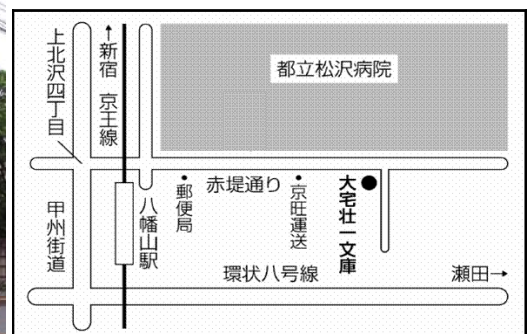 上北沢四丁目
↑新宿 京王線
都立松沢病院
甲州街道
八幡山駅
郵便局
赤堤通り
京旺運送
大宅壮一文庫
環状八号線
瀬田→